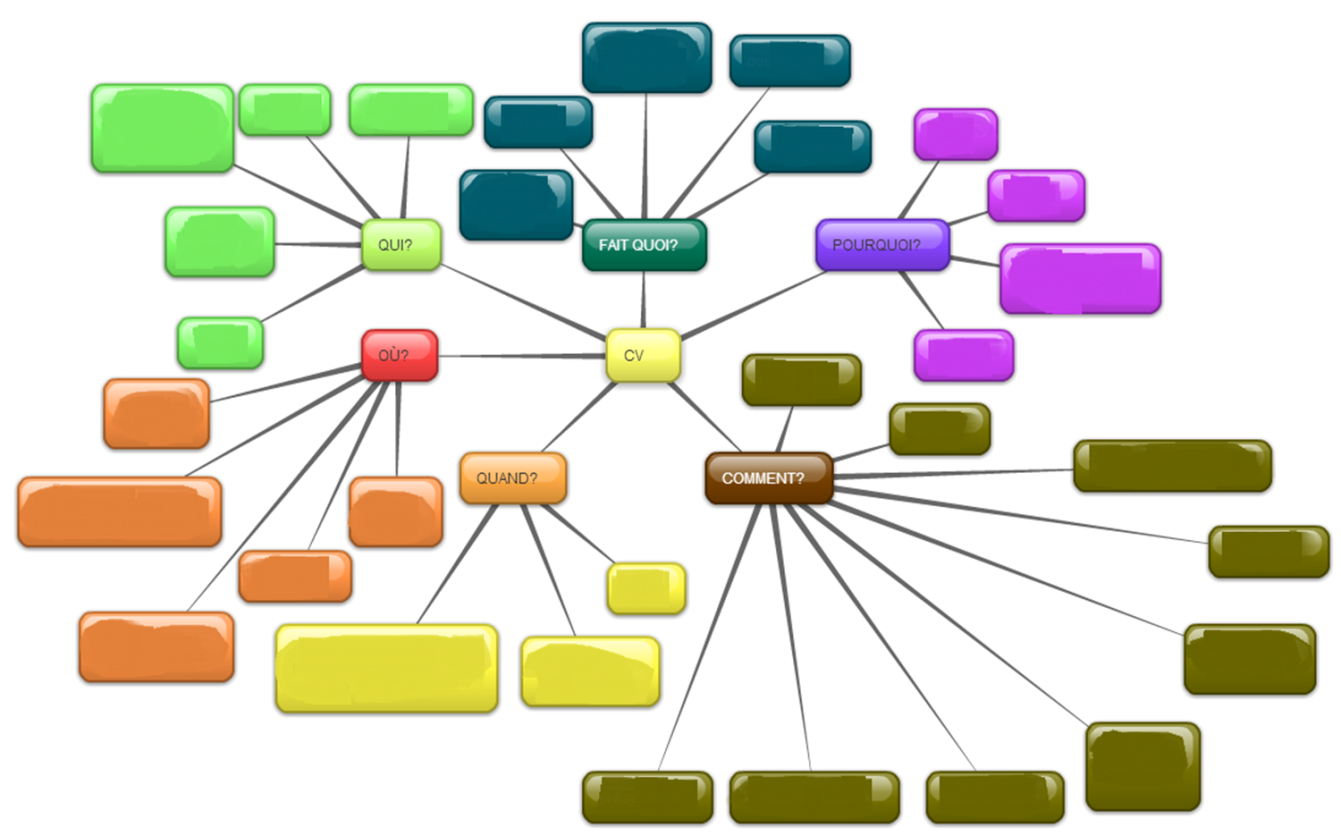 QUI?
FAIT QUOI?
POURQUOI?
OÙ?
CV
QUAND?
COMMENT?